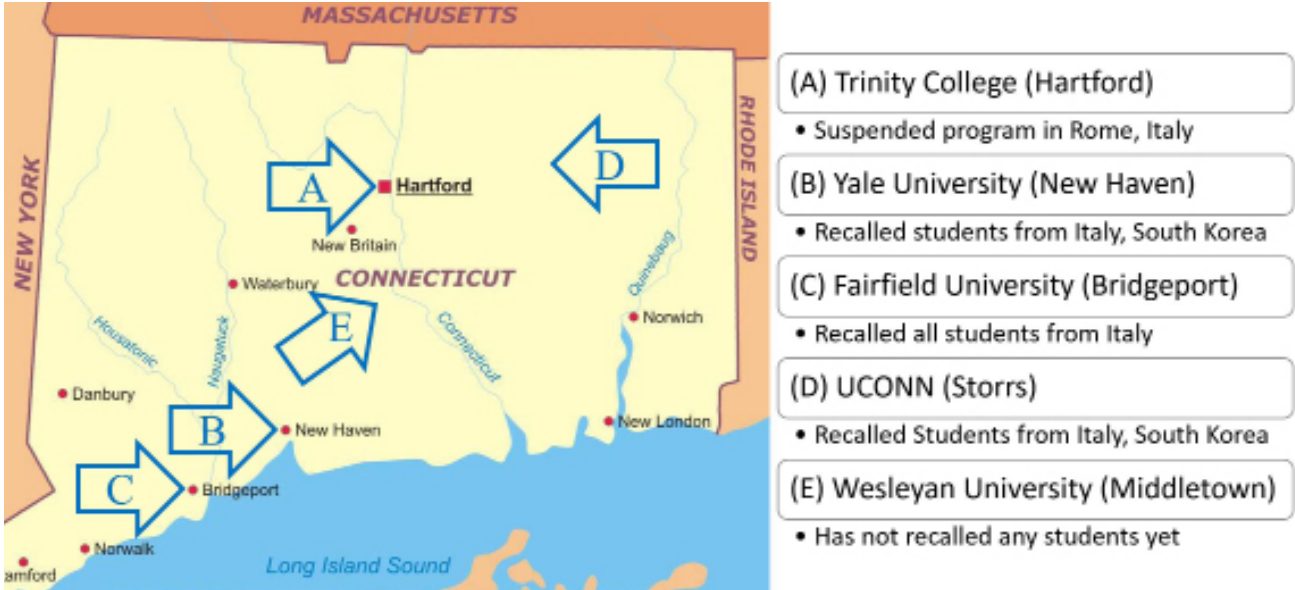 MASSACHUSETTS
NEW YORK
RHODE ISLAND
A
Hartford
D
New Britain
CONNECTICUT
Waterbury
E
Quinebaug
Norwich
Housatonic
Naugatuck
Connecticut
Danbury
B
New Haven
New London
C
Bridgeport
Norwalk
amford
Long Island Sound
(A) Trinity College (Hartford)
• Suspended program in Rome, Italy
(B) Yale University (New Haven)
• Recalled students from Italy, South Korea
(C) Fairfield University (Bridgeport)
• Recalled all students from Italy
(D) UCONN (Storrs)
• Recalled Students from Italy, South Korea
(E) Wesleyan University (Middletown)
• Has not recalled any students yet